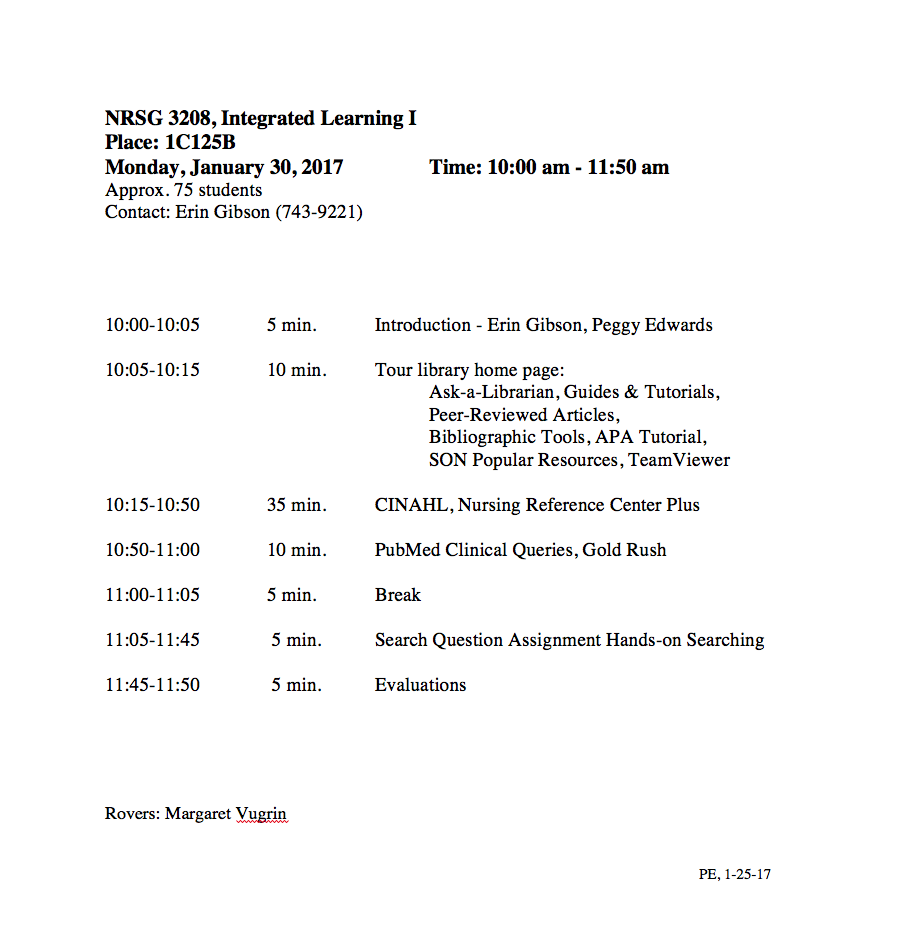 NRSG 3208, Integrated Learning I
Place: 1C125B
Monday, January 30, 2017 Time: 10:00 am - 11:50 am
Approx. 75 students
Contact: Erin Gibson (743-9221)
10:00-10:05 5 min. Introduction - Erin Gibson, Peggy Edwards
10:05-10:15 10 min. Tour library home page:
Ask-a-Librarian, Guides & Tutorials,
Peer-Reviewed Articles,
Bibliographic Tools, APA Tutorial,
SON Popular Resources, TeamViewer
10:15-10:50 35 min. CINAHL, Nursing Reference Center Plus
10:50-11:00 10 min. PubMed Clinical Queries, Gold Rush
11:00-11:05 5 min. Break
11:05-11:45 5 min. Search Question Assignment Hands-on Searching
11:45-11:50 5 min. Evaluations
Rovers: Margaret Vugrin
PE, 1-25-17